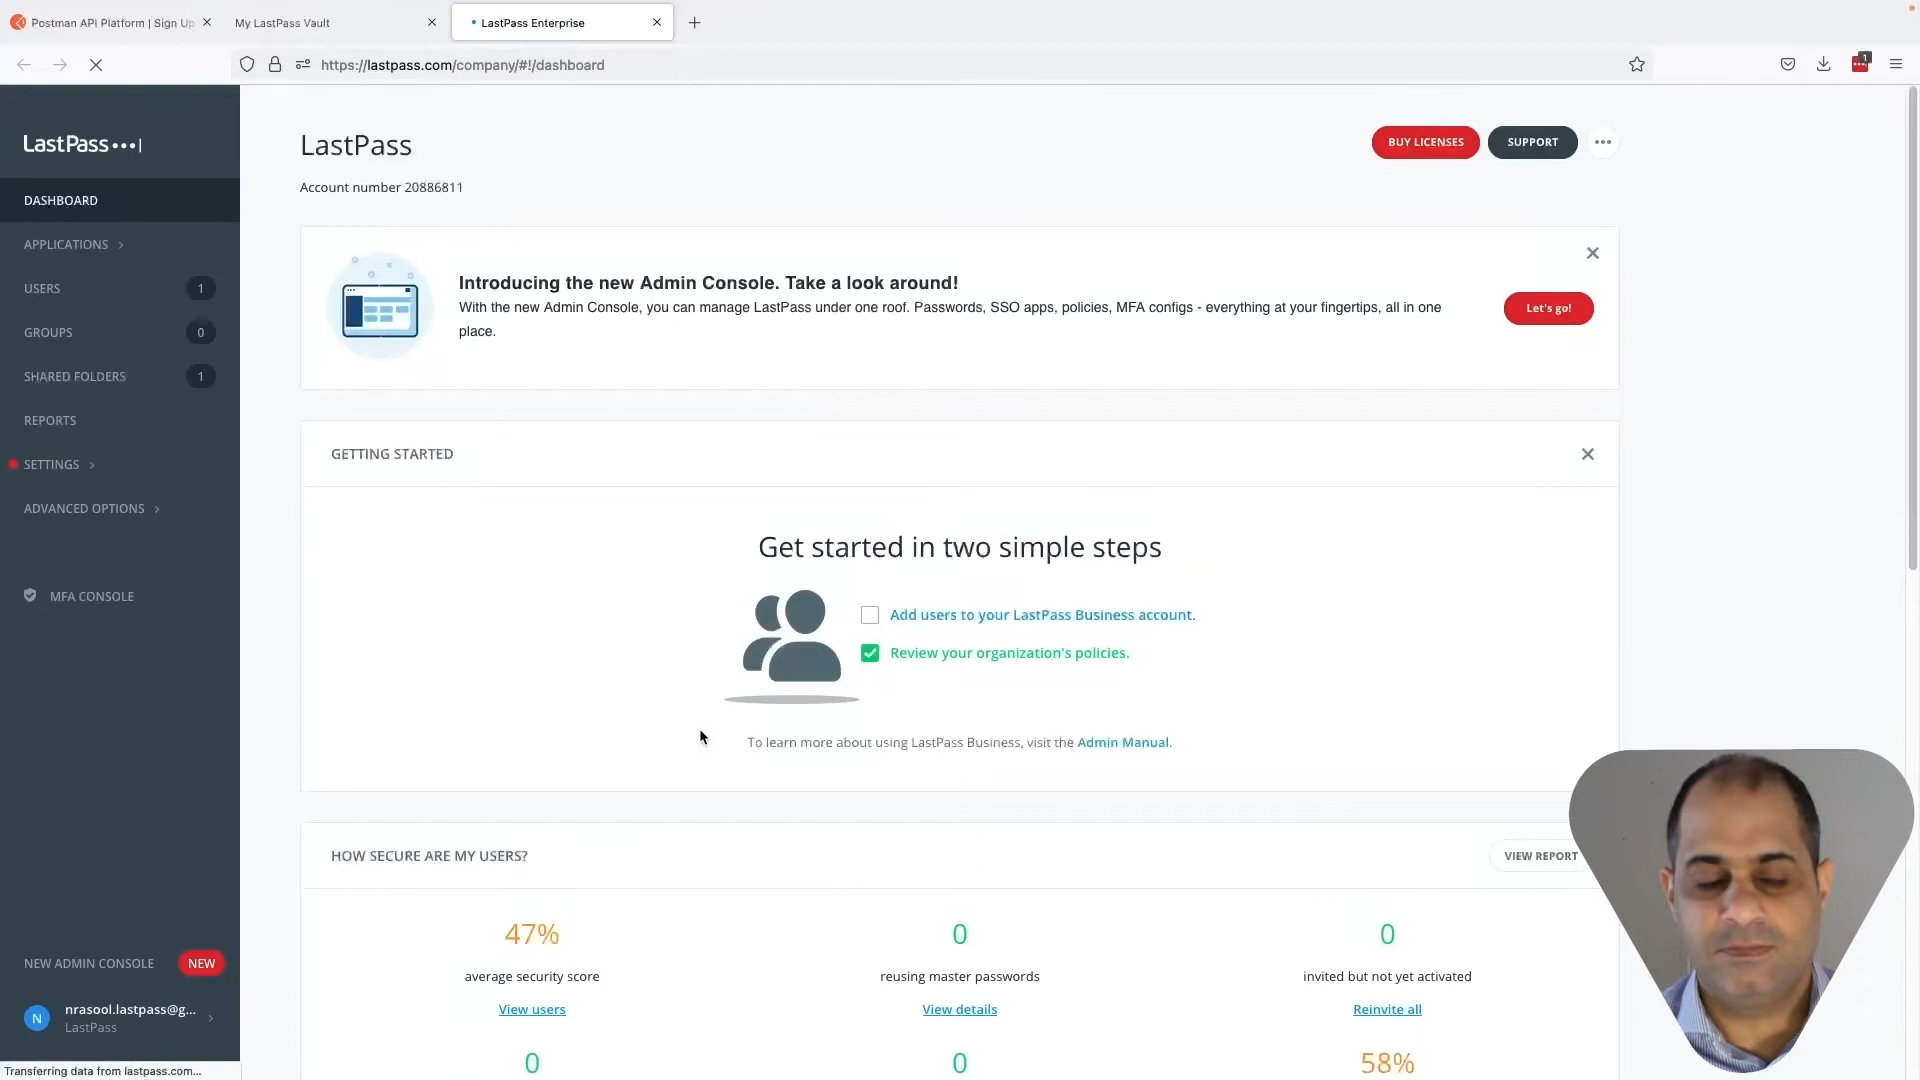 Postman API Platform | Sign Up
My LastPass Vault
LastPass Enterprise
https://lastpass.com/company/#!/dashboard
1
LastPass
DASHBOARD
APPLICATIONS
USERS 1
GROUPS 0
SHARED FOLDERS 1
REPORTS
SETTINGS
ADVANCED OPTIONS
MFA CONSOLE
NEW ADMIN CONSOLE NEW
N
nrasool.lastpass@g...
LastPass
Transferring data from lastpass.com...
LastPass
Account number 20886811
BUY LICENSES
SUPPORT
Introducing the new Admin Console. Take a look around!
With the new Admin Console, you can manage LastPass under one roof. Passwords, SSO apps, policies, MFA configs - everything at your fingertips, all in one
place.
Let's go!
GETTING STARTED
Get started in two simple steps
Add users to your LastPass Business account.
Review your organization's policies.
To learn more about using LastPass Business, visit the Admin Manual.
HOW SECURE ARE MY USERS?
VIEW REPORT
47%
average security score
View users
0
reusing master passwords
View details
0
invited but not yet activated
Reinvite all
0
0
58%